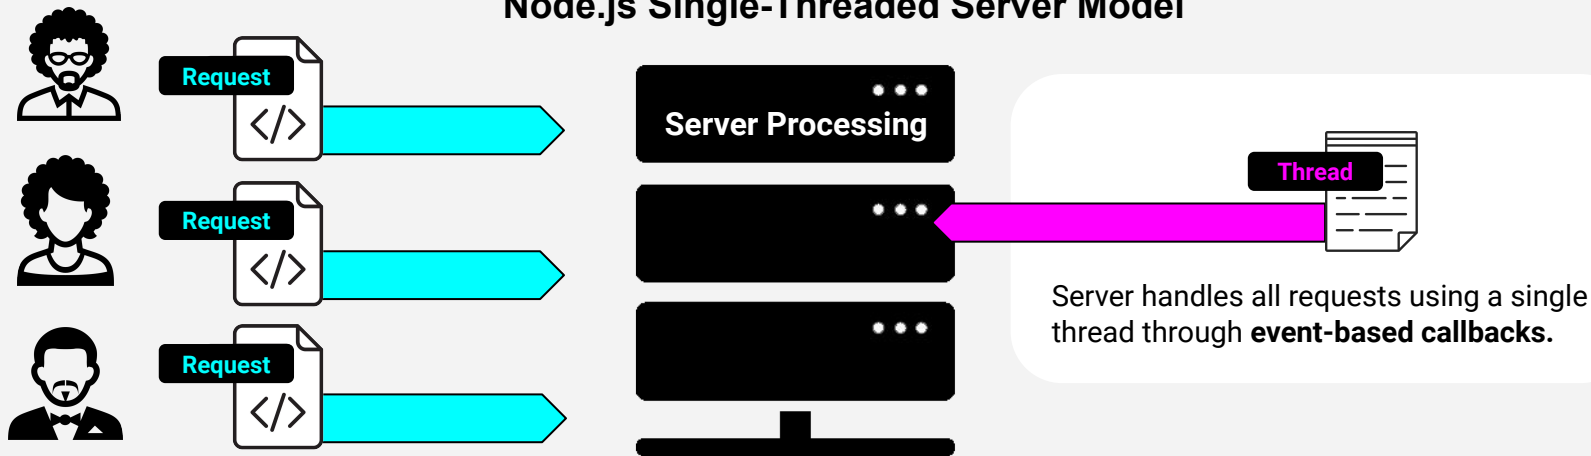 Node.js Single-Threaded Server Model
Request
</>
Server Processing
Thread
Request
</>
Server handles all requests using a single
thread through event-based callbacks.
Request
</>